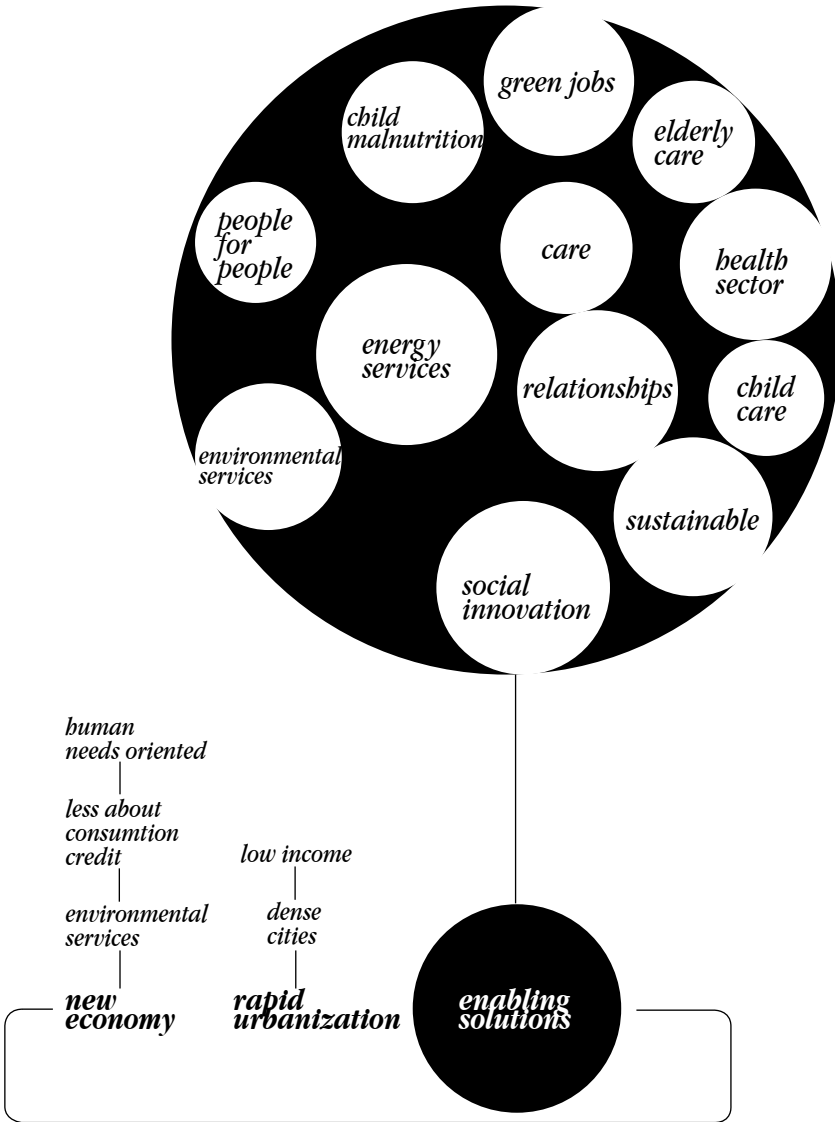 green jobs
child
malnutrition
elderly
care
people
for
people
care
health
sector
energy
services
relationships
child
care
environmental
services
sustainable
social
innovation
human
needs oriented
less about
consumtion
credit
low income
environmental
services
dense
cities
new
economy
rapid
urbanization
enabling
solutions